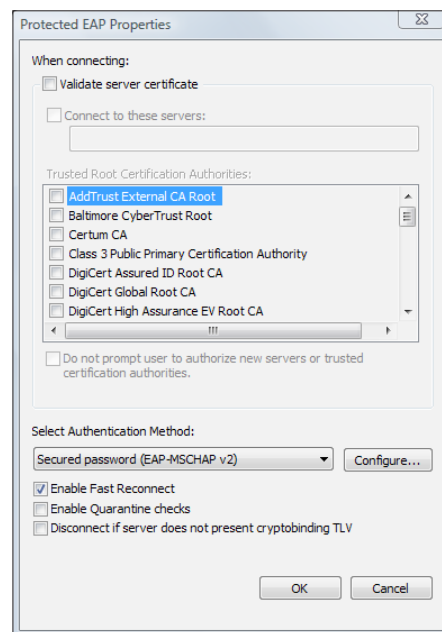 Protected EAP Properties
When connecting:
Validate server certificate
Connect to these servers:
Trusted Root Certification Authorities:
AddTrust External CA Root
Baltimore CyberTrust Root
Certum CA
Class 3 Public Primary Certification Authority
DigiCert Assured ID Root CA
DigiCert Global Root CA
DigiCert High Assurance EV Root CA
Do not prompt user to authorize new servers or trusted
certification authorities.
Select Authentication Method:
Secured password (EAP-MSCHAP v2) Configure...
Enable Fast Reconnect
Enable Quarantine checks
Disconnect if server does not present cryptobinding TLV
OK Cancel